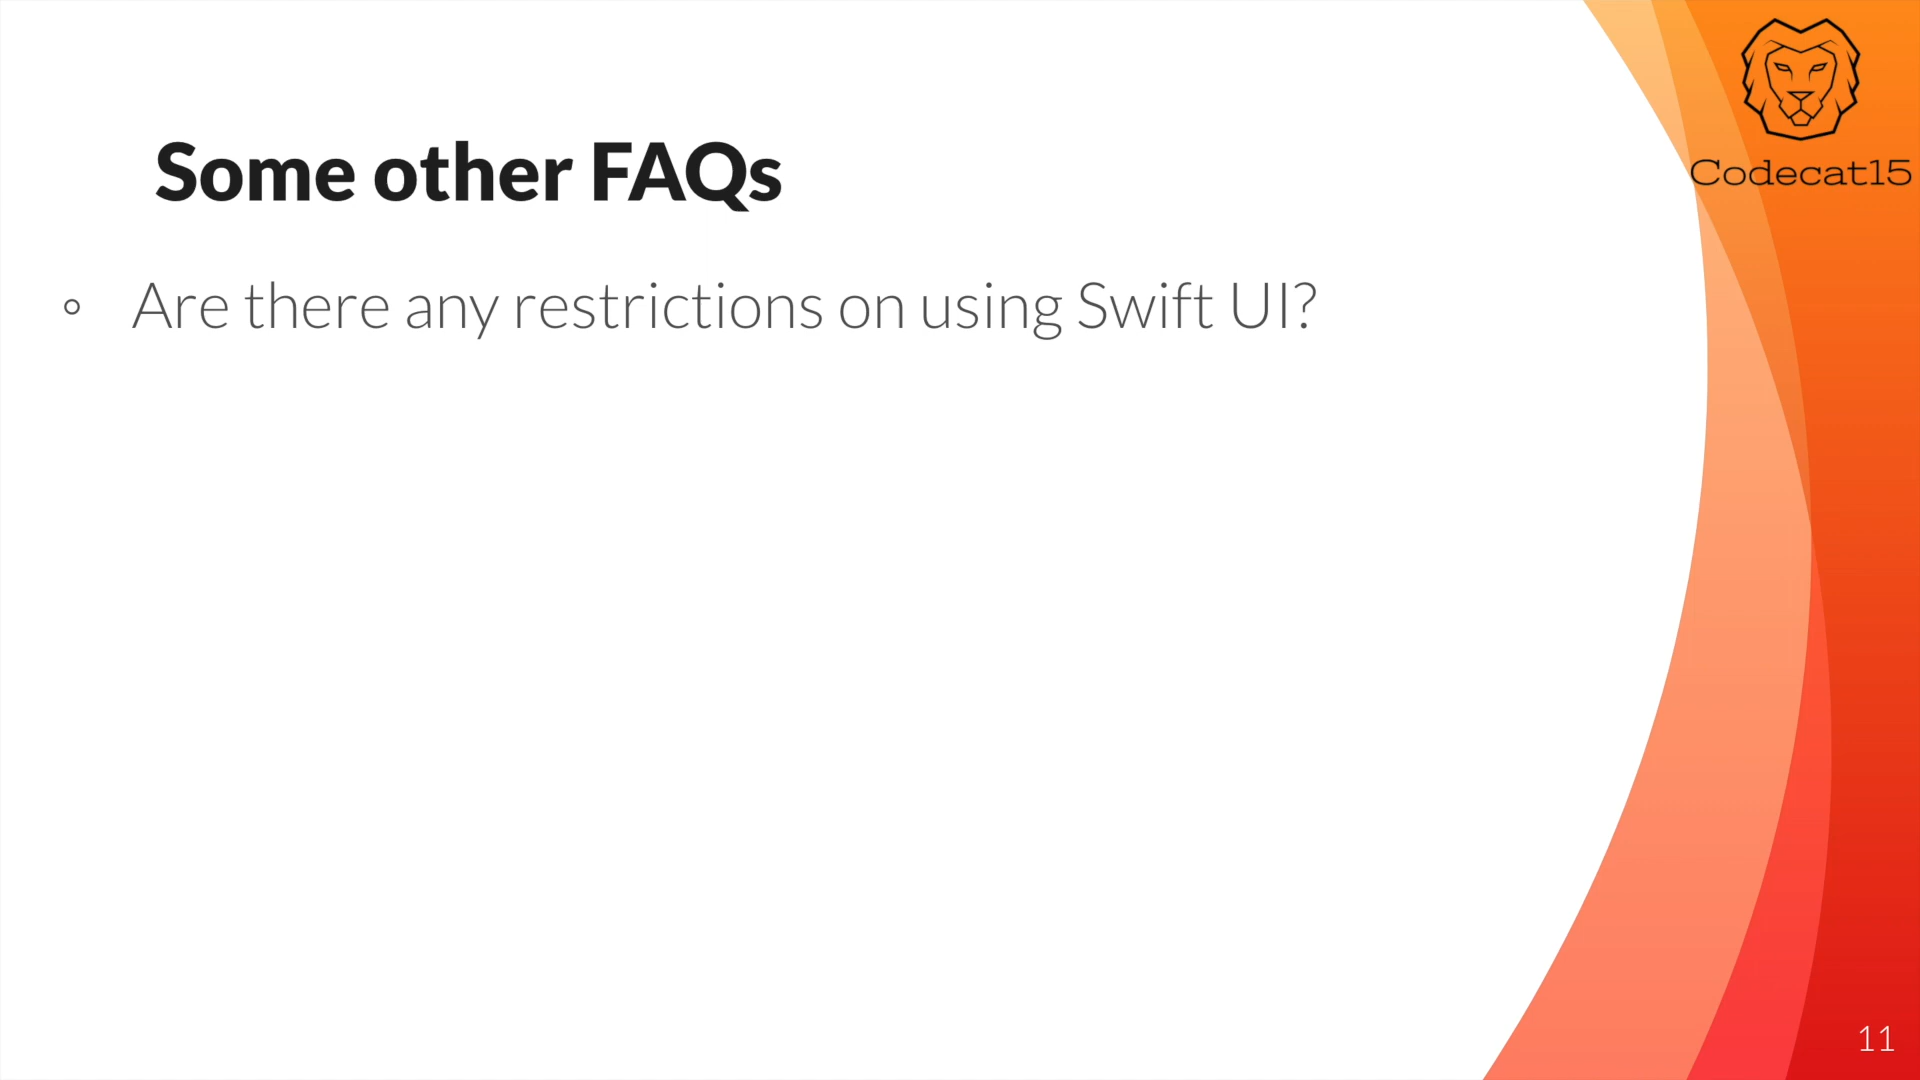 Codecat15
Some other FAQs
Are there any restrictions on using Swift UI?
11